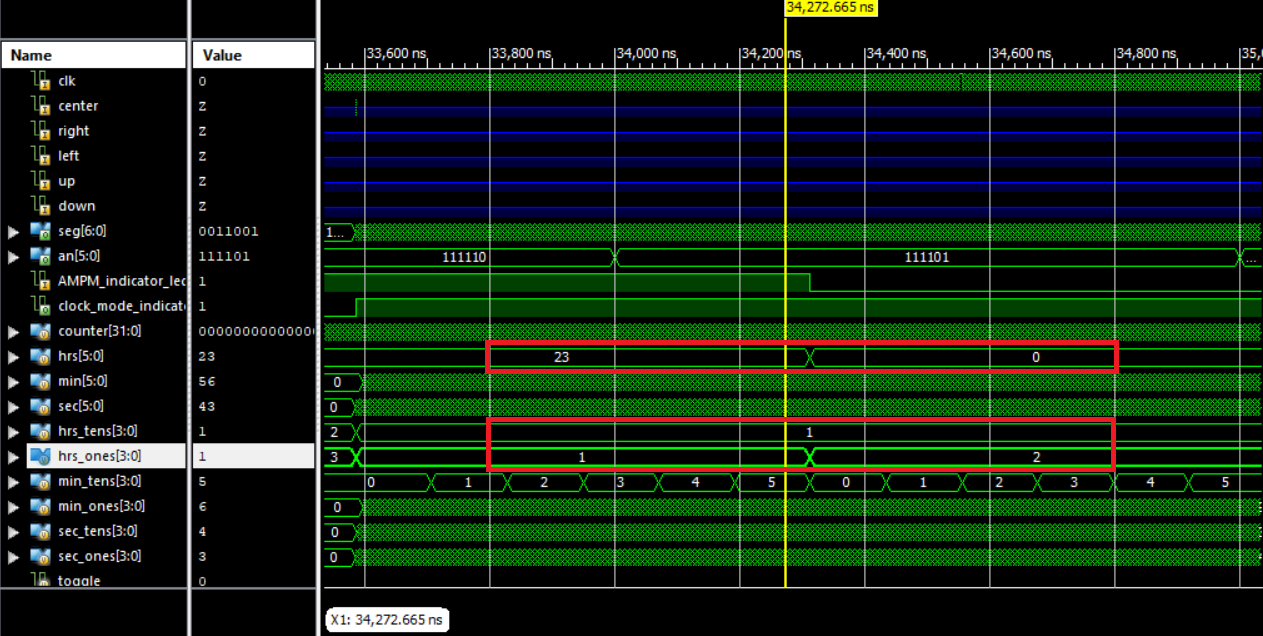 34,272.665 ns
33,600 ns 33,800 ns 34,000 ns 34,200 ns 34,400 ns 34,600 ns 34,800 ns 35,0
Name Value
clk 0
center Z
right Z
left Z
up Z
down Z
seg[6:0] 0011001 1...
an[5:0] 111101 111110 111101 ...
AMPM_indicator_led 1
clock_mode_indicato 1
counter[31:0] 00000000000000
hrs[5:0] 23 23 0
min[5:0] 56 0
sec[5:0] 43 0
hrs_tens[3:0] 1 2 1
hrs_ones[3:0] 1 3 1 2
min_tens[3:0] 5 0 1 2 3 4 5 0 1 2 3 4 5
min_ones[3:0] 6 0
sec_tens[3:0] 4 0
sec_ones[3:0] 3 0
toggle 0
X1: 34,272.665 ns